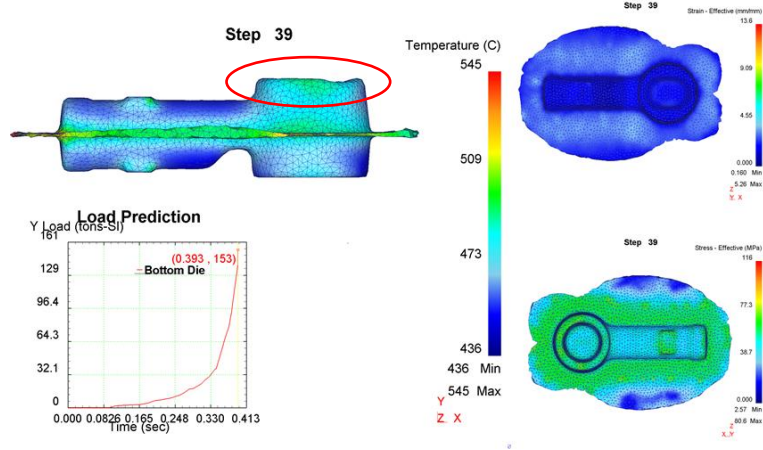 Step 39
Temperature (C)
545
509
473
436
436 Min
545 Max
Y
Z X
Load Prediction
Y Load (tons-SI)
161
129
96.4
64.3
32.1
0
(0.393 , 153)
Bottom Die
0.000 0.0826 0.165 0.248 0.330 0.413
Time (sec)
Step 39
Strain - Effective (mm/mm)
13.6
9.09
4.55
0.000
0.160 Min
5.26 Max
Z
Y X
Step 39
Stress - Effective (MPa)
116
77.3
38.7
2.57 Min
80.6 Max
Z
X Y